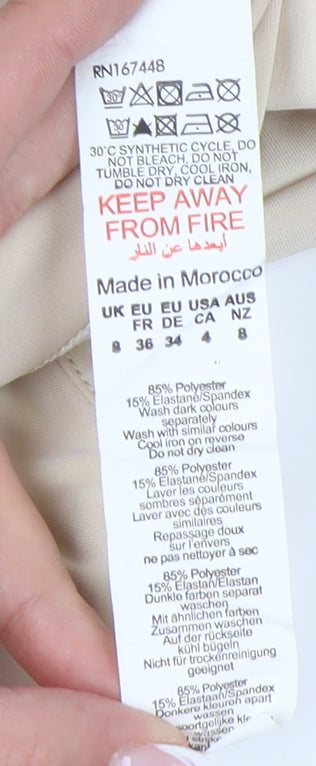 RN167448
30°
30°
30°C SYNTHETIC CYCLE, DO
NOT BLEACH, DO NOT
TUMBLE DRY, COOL IRON,
DO NOT DRY CLEAN
KEEP AWAY
FROM FIRE
أبعدها عن النار
Made in Morocco
UK EU EU USA AUS
FR DE CA NZ
8 36 34 4 8
85% Polyester
15% Elastane/Spandex
Wash dark colours
separately
Wash with similar colours
Cool iron on reverse
Do not dry clean
85% Polyester
15% Elastane/Spandex
Laver les couleurs
sombres séparément
Laver avec des couleurs
similaires
Repassage doux
sur l'envers
ne pas nettoyer à sec
85% Polyester
15% Elastan/Elastan
Dunkle farben separat
waschen
Mit ähnlichen farben
Zusammen waschen
Auf der rückseite
kühl bügeln
Nicht für trockenreinigung
geeignet
85% Polyester
15% Elastaan/Spandex
Donkere kleuren apart
wassen
wassen